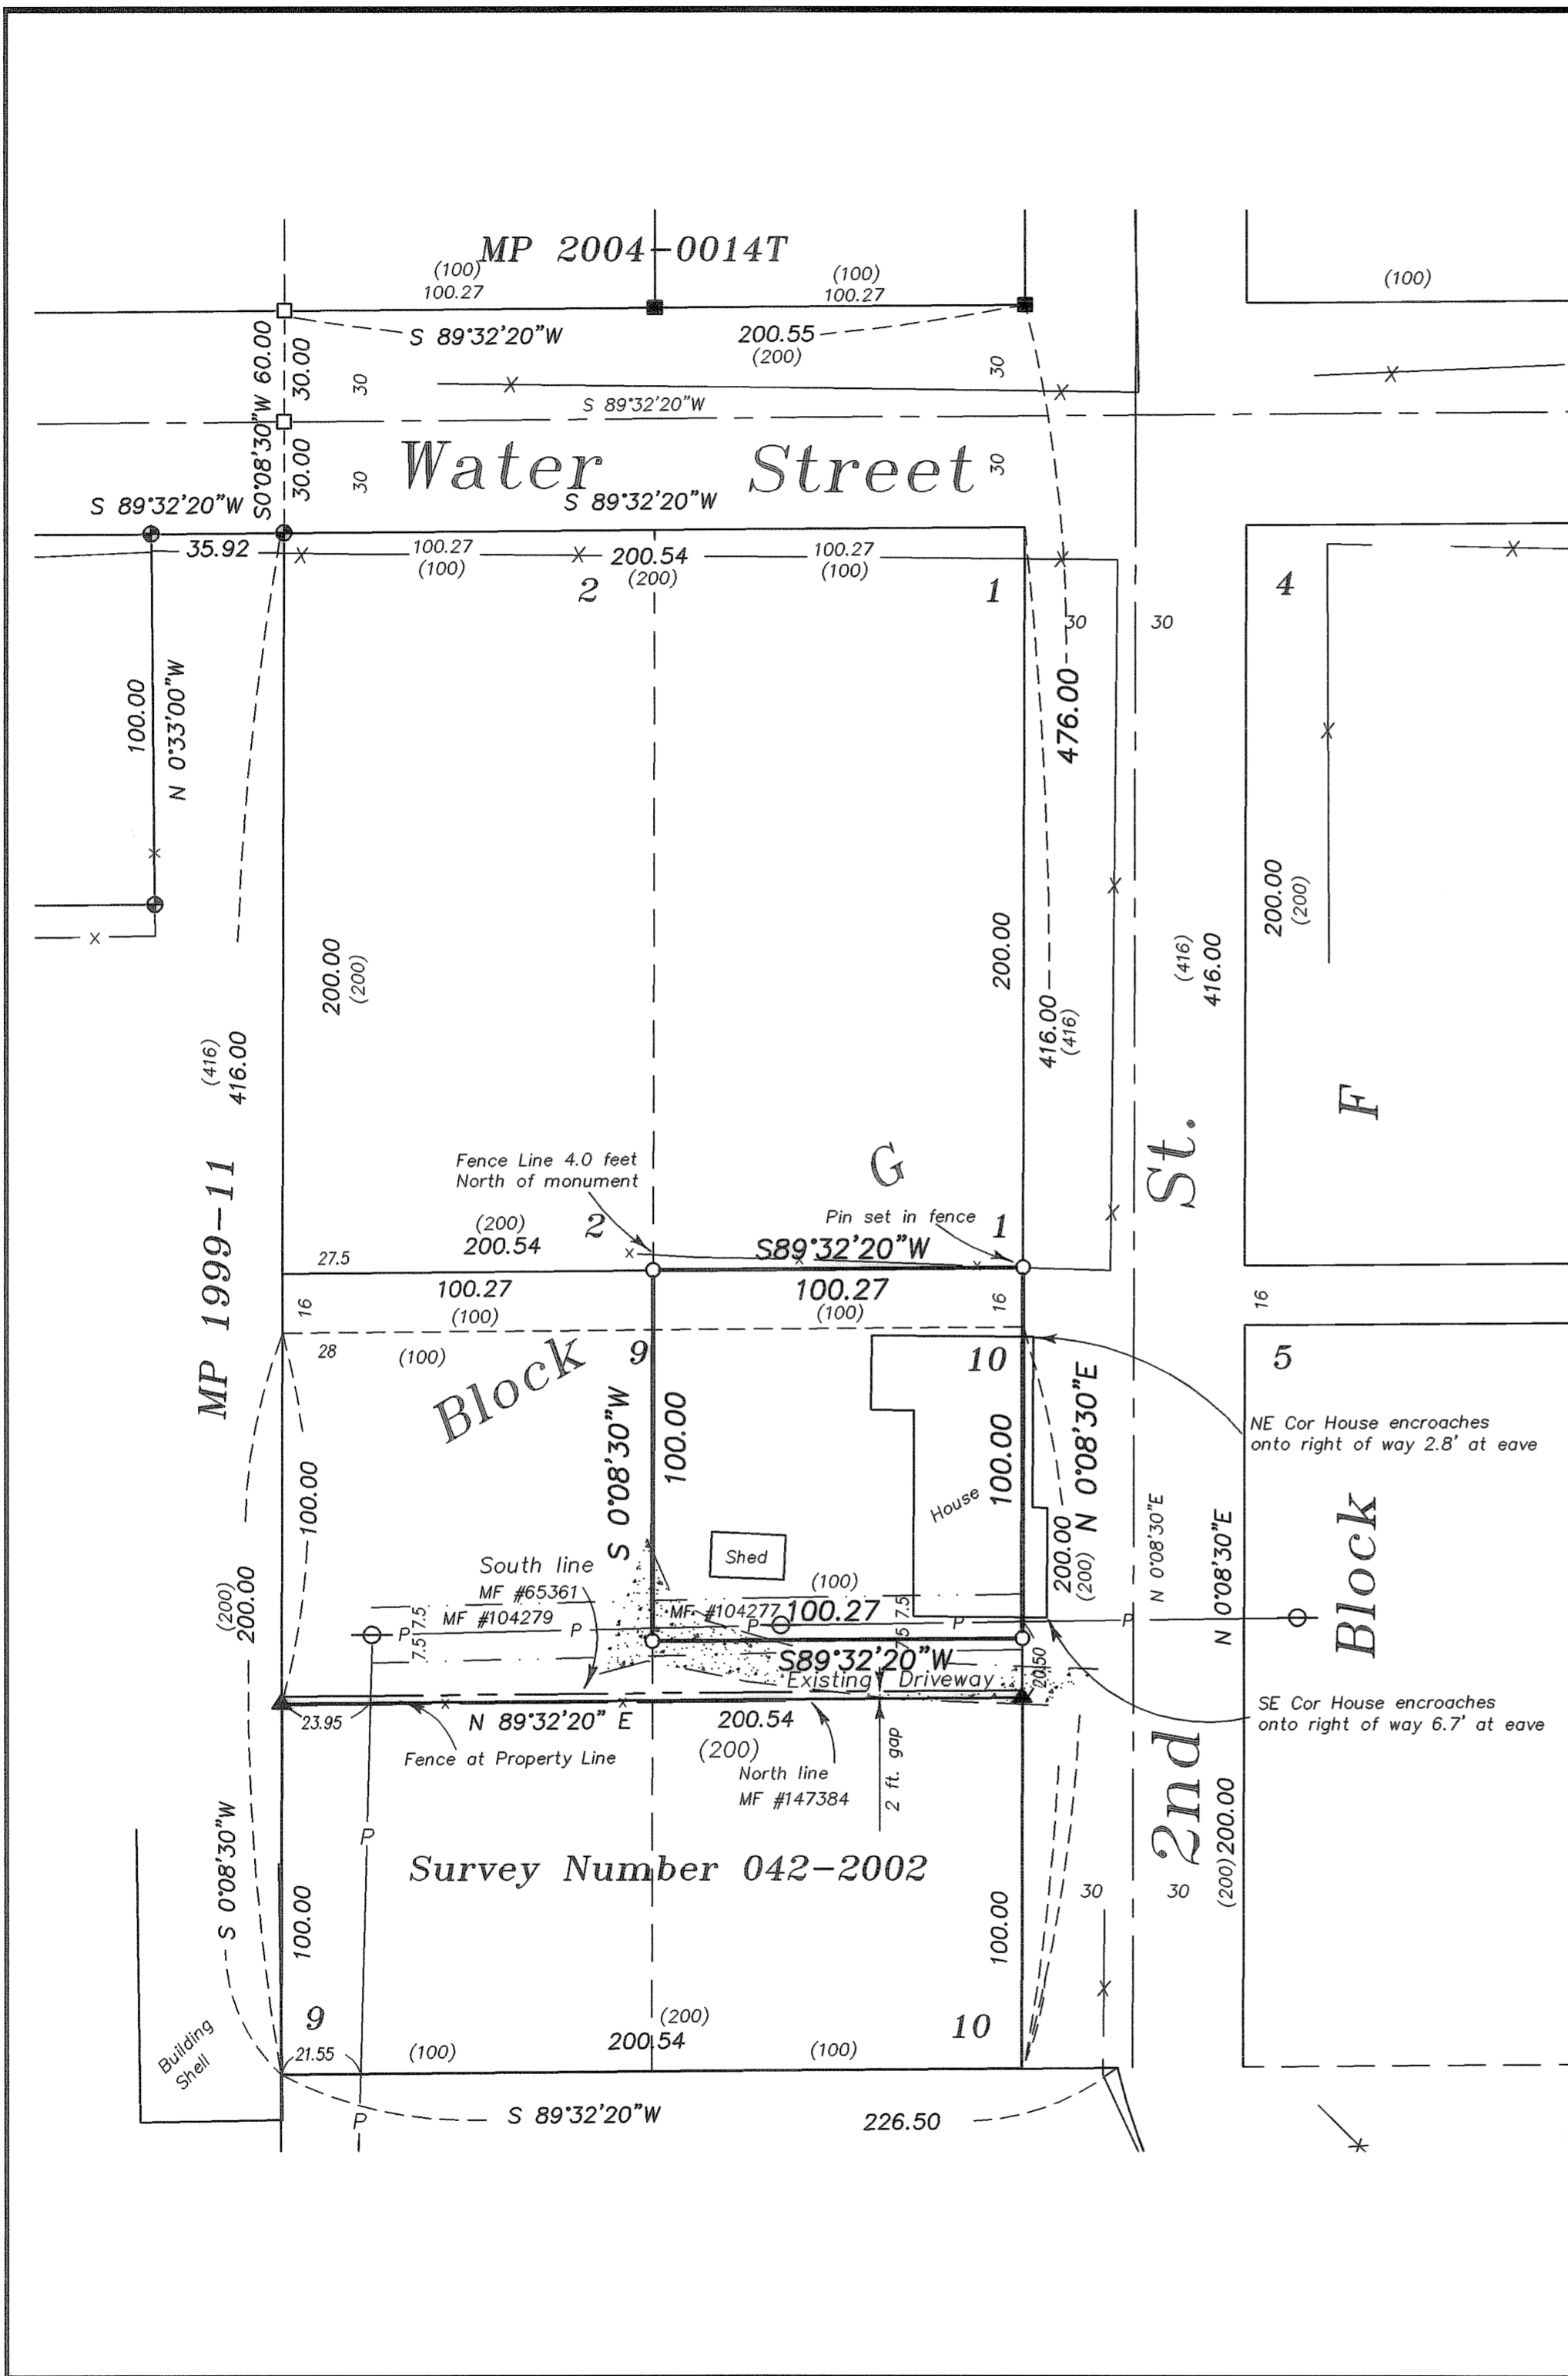 MP 2004-0014T
(100)
100.27
(100)
100.27
(100)
S 89°32'20"W
200.55
(200)
S0°08'30"W 60.00
30.00
30
30
S 89°32'20"W
30.00
30
30
Water Street
S 89°32'20"W
S 89°32'20"W
35.92
100.27
(100)
200.54
(200)
100.27
(100)
2
1
4
30
30
100.00
N 0°33'00"W
476.00
200.00
(200)
200.00
200.00
(200)
(416)
416.00
416.00
(416)
(416)
416.00
F
St.
G
MP 1999-11
Fence Line 4.0 feet
North of monument
Pin set in fence
2
1
(200)
200.54
S89°32'20"W
27.5
100.27
(100)
100.27
(100)
16
16
16
28
(100)
9
10
5
Block
S 0°08'30"W
100.00
100.00
N 0°08'30"E
NE Cor House encroaches
onto right of way 2.8' at eave
House
100.00
(200)
200.00
200.00
(200)
N 0°08'30"E
N 0°08'30"E
Block
Shed
South line
MF #65361
MF #104279
(100)
MF #104277
100.27
7.5
7.5
7.5
7.5
P
P
P
P
S89°32'20"W
20.50
Existing Driveway
23.95
N 89°32'20" E
200.54
(200)
Fence at Property Line
North line
MF #147384
2 ft. gap
SE Cor House encroaches
onto right of way 6.7' at eave
2nd
(200)
200.00
P
Survey Number 042-2002
S 0°08'30"W
30
30
100.00
100.00
9
10
Building
Shell
21.55
(100)
(200)
200.54
(100)
P
S 89°32'20"W
226.50